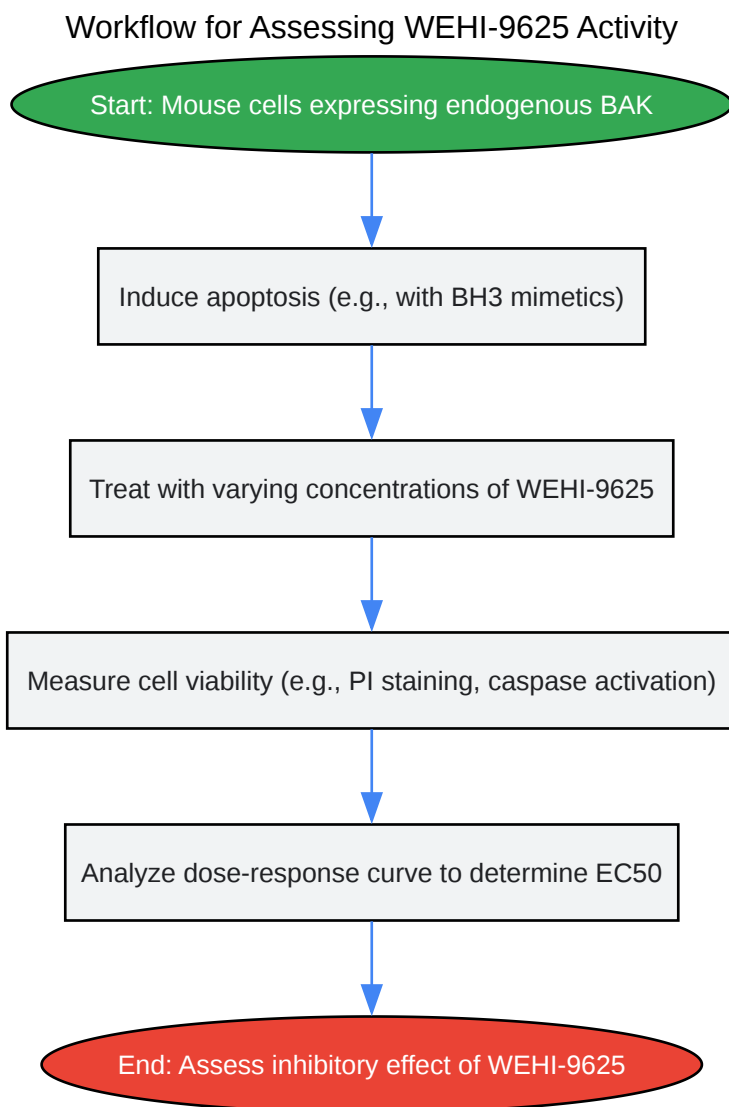 Workflow for Assessing WEHI-9625 Activity
Start: Mouse cells expressing endogenous BAK
Induce apoptosis (e.g., with BH3 mimetics)
Treat with varying concentrations of WEHI-9625
Measure cell viability (e.g., PI staining, caspase activation)
Analyze dose-response curve to determine EC50
End: Assess inhibitory effect of WEHI-9625